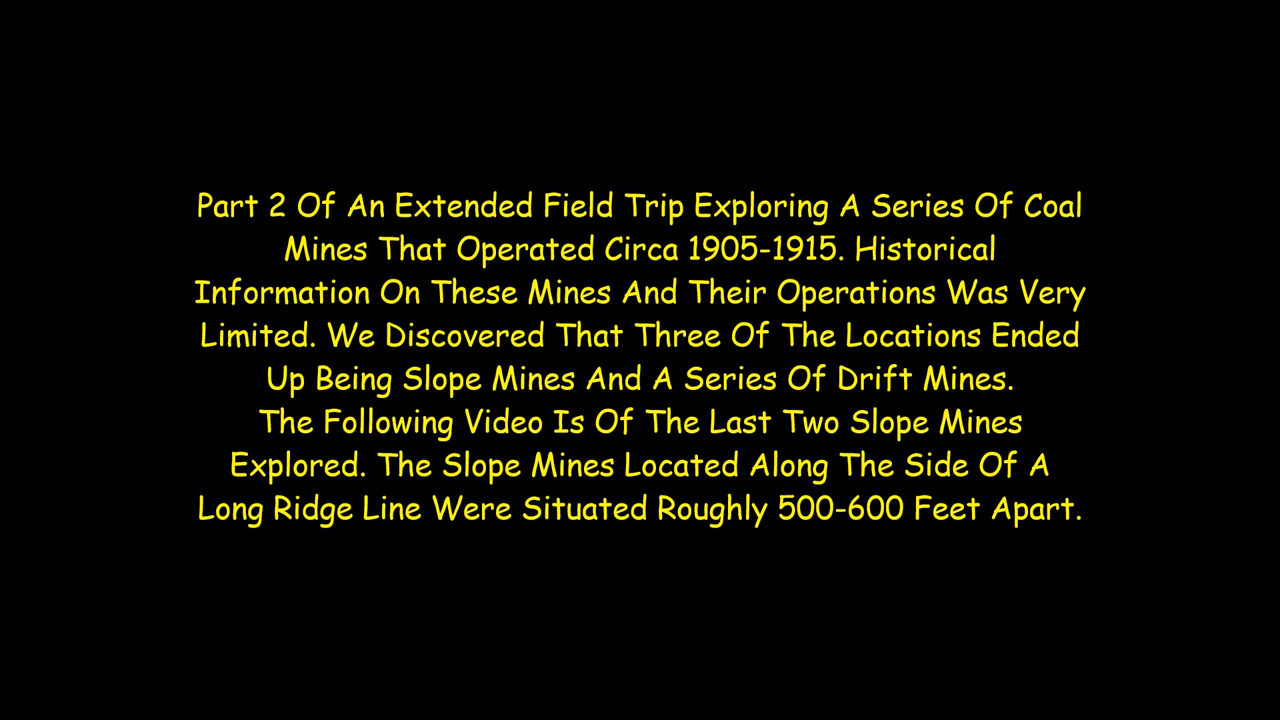 Part 2 Of An Extended Field Trip Exploring A Series Of Coal
Mines That Operated Circa 1905-1915. Historical
Information On These Mines And Their Operations Was Very
Limited. We Discovered That Three Of The Locations Ended
Up Being Slope Mines And A Series Of Drift Mines.
The Following Video Is Of The Last Two Slope Mines
Explored. The Slope Mines Located Along The Side Of A
Long Ridge Line Were Situated Roughly 500-600 Feet Apart.